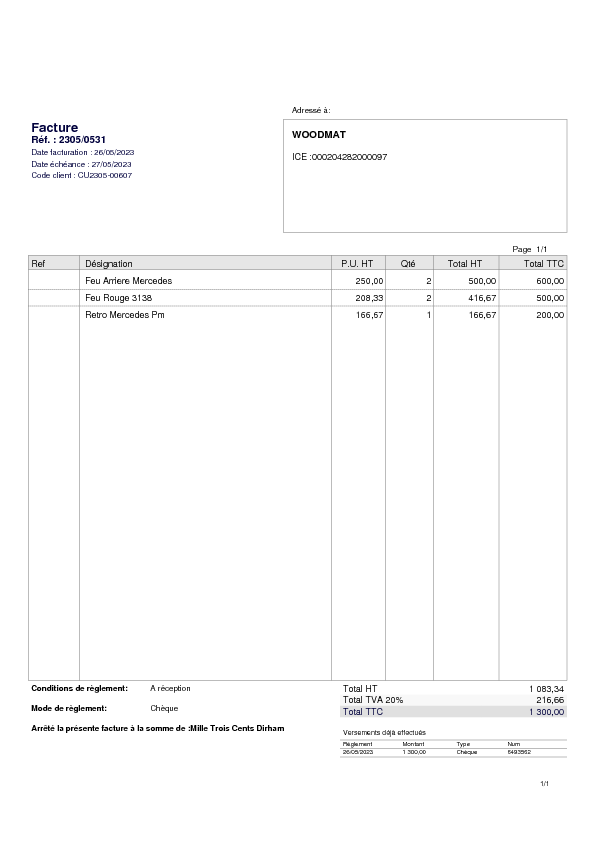 Adressé à:
Facture
Réf. : 2305/0531
Date facturation : 26/05/2023
Date échéance : 27/05/2023
Code client : CU2305-00607
WOODMAT
ICE :000204282000097
Page 1/1
Ref Désignation P.U. HT Qté Total HT Total TTC
Feu Arriere Mercedes 250,00 2 500,00 600,00
Feu Rouge 3138 208,33 2 416,67 500,00
Retro Mercedes Pm 166,67 1 166,67 200,00
Conditions de règlement: A réception
Mode de règlement: Chèque
Arrêté la présente facture à la somme de :Mille Trois Cents Dirham
Total HT 1 083,34
Total TVA 20% 216,66
Total TTC 1 300,00
Versements déjà effectués
Règlement Montant Type Num
26/05/2023 1 300,00 Chèque 6493562
1/1